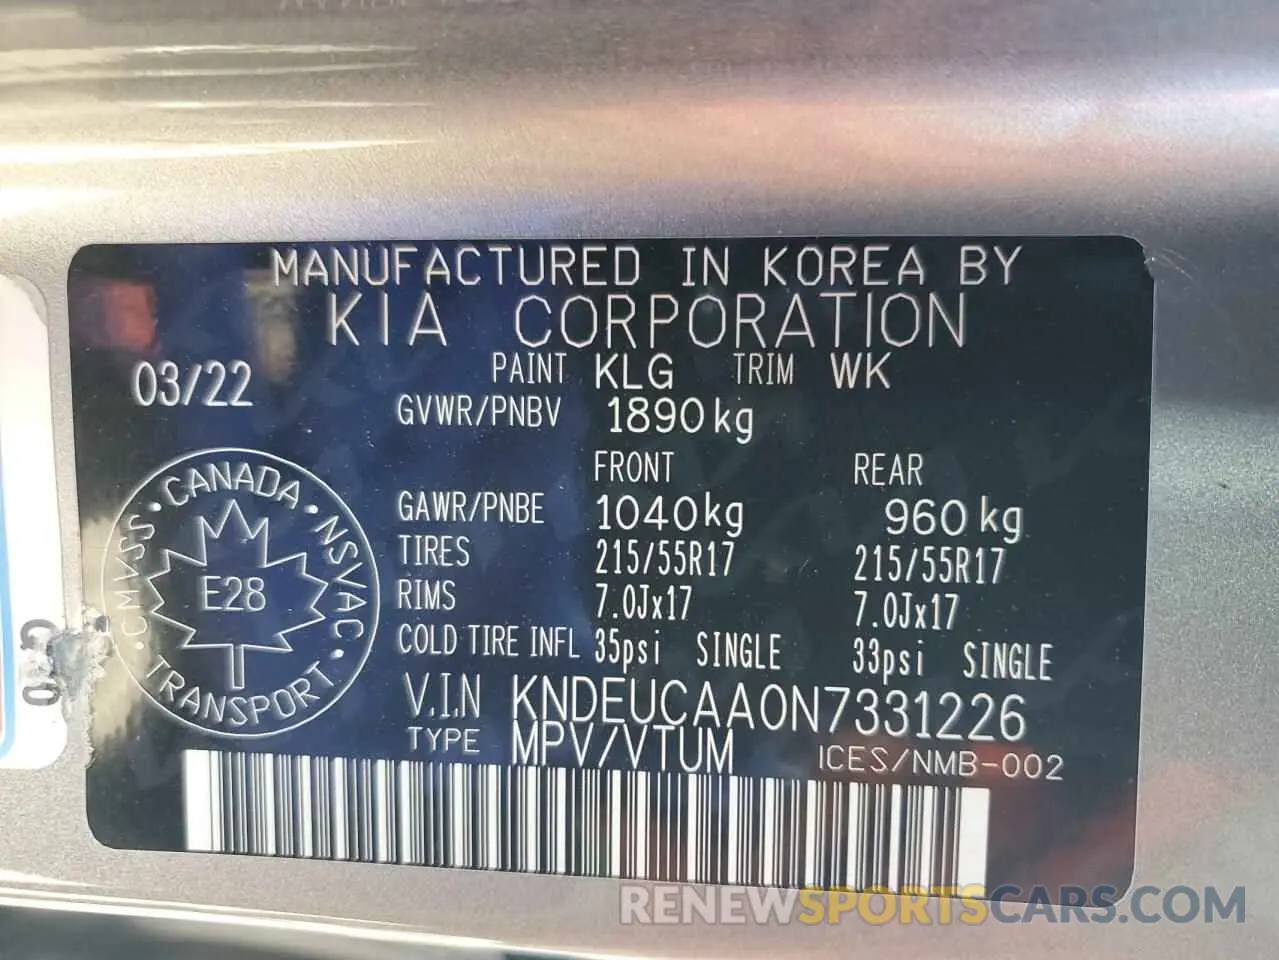 MANUFACTURED IN KOREA BY
KIA CORPORATION
PAINT KLG TRIM WK
03/22
GVWR/PNBV 1890kg
FRONT REAR
GAWR/PNBE 1040kg 960kg
TIRES 215/55R17 215/55R17
RIMS 7.0Jx17 7.0Jx17
COLD TIRE INFL 35psi SINGLE 33psi SINGLE
V.I.N KNDEUCAA0N7331226
TYPE MPV/VTUM ICES/NMB-002
CANADA · NSVAC · TRANSPORT · CMVSS ·
E28
RENEWSPORTSCARS.COM